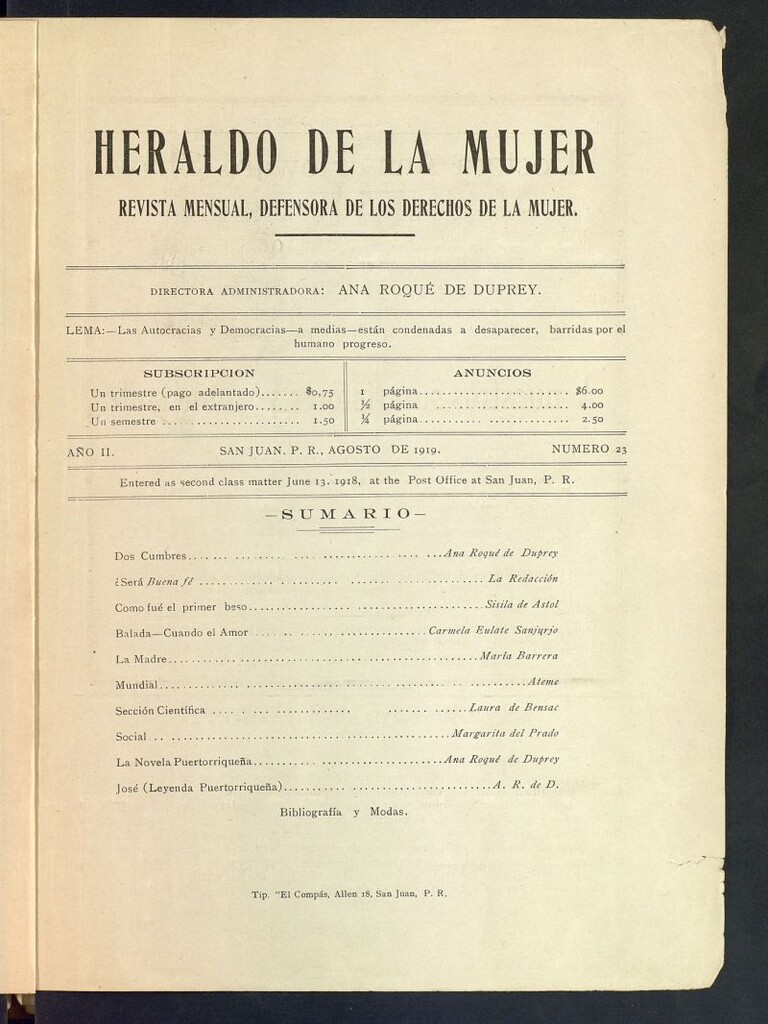 HERALDO DE LA MUJER
REVISTA MENSUAL, DEFENSORA DE LOS DERECHOS DE LA MUJER.
DIRECTORA ADMINISTRADORA: ANA ROQUÉ DE DUPREY.
LEMA:—Las Autocracias y Democracias—a medias—están condenadas a desaparecer, barridas por el
humano progreso.
SUBSCRIPCION
Un trimestre (pago adelantado)....... $0,75
Un trimestre, en el extranjero........ 1.00
Un semestre ...................... 1.50
ANUNCIOS
1 página........................ $6.00
½ página ..................... 4.00
¼ página........................ 2.50
AÑO II. SAN JUAN. P. R., AGOSTO DE 1919. NUMERO 23
Entered as second class matter June 13. 1918, at the Post Office at San Juan, P. R.
—SUMARIO—
Dos Cumbres........................................Ana Roqué de Duprey
¿Será Buena fé ........................................La Redacción
Como fué el primer beso........................................Sisila de Astol
Balada—Cuando el Amor ..............................Carmela Eulate Sanjurjo
La Madre........................................María Barrera
Mundial........................................Ateme
Sección Científica ..............................Laura de Bensac
Social........................................Margarita del Prado
La Novela Puertorriqueña..............................Ana Roqué de Duprey
José (Leyenda Puertorriqueña)..............................A. R. de D.
Bibliografía y Modas.
Tip. "El Compás, Allen 18, San Juan, P. R.